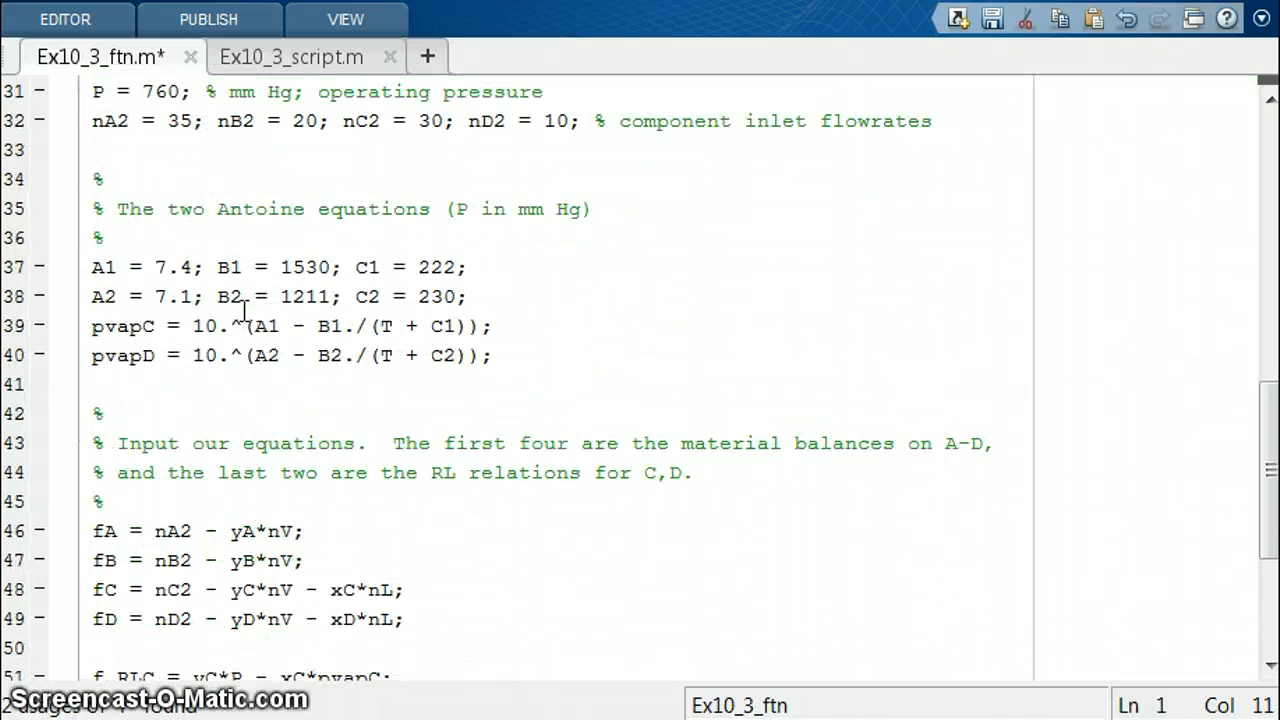 EDITOR PUBLISH VIEW
Ex10_3_ftn.m* × Ex10_3_script.m × +
31 − P = 760; % mm Hg; operating pressure
32 − nA2 = 35; nB2 = 20; nC2 = 30; nD2 = 10; % component inlet flowrates
33
34 %
35 % The two Antoine equations (P in mm Hg)
36 %
37 − A1 = 7.4; B1 = 1530; C1 = 222;
38 − A2 = 7.1; B2 = 1211; C2 = 230;
39 − pvapC = 10.^(A1 - B1./(T + C1));
40 − pvapD = 10.^(A2 - B2./(T + C2));
41
42 %
43 % Input our equations.  The first four are the material balances on A-D,
44 % and the last two are the RL relations for C,D.
45 %
46 − fA = nA2 - yA*nV;
47 − fB = nB2 - yB*nV;
48 − fC = nC2 - yC*nV - xC*nL;
49 − fD = nD2 - yD*nV - xD*nL;
50
51 − f_RLC = yC*P - xC*pvapC;
Screencast-O-Matic.com
Ex10_3_ftn Ln 1 Col 11